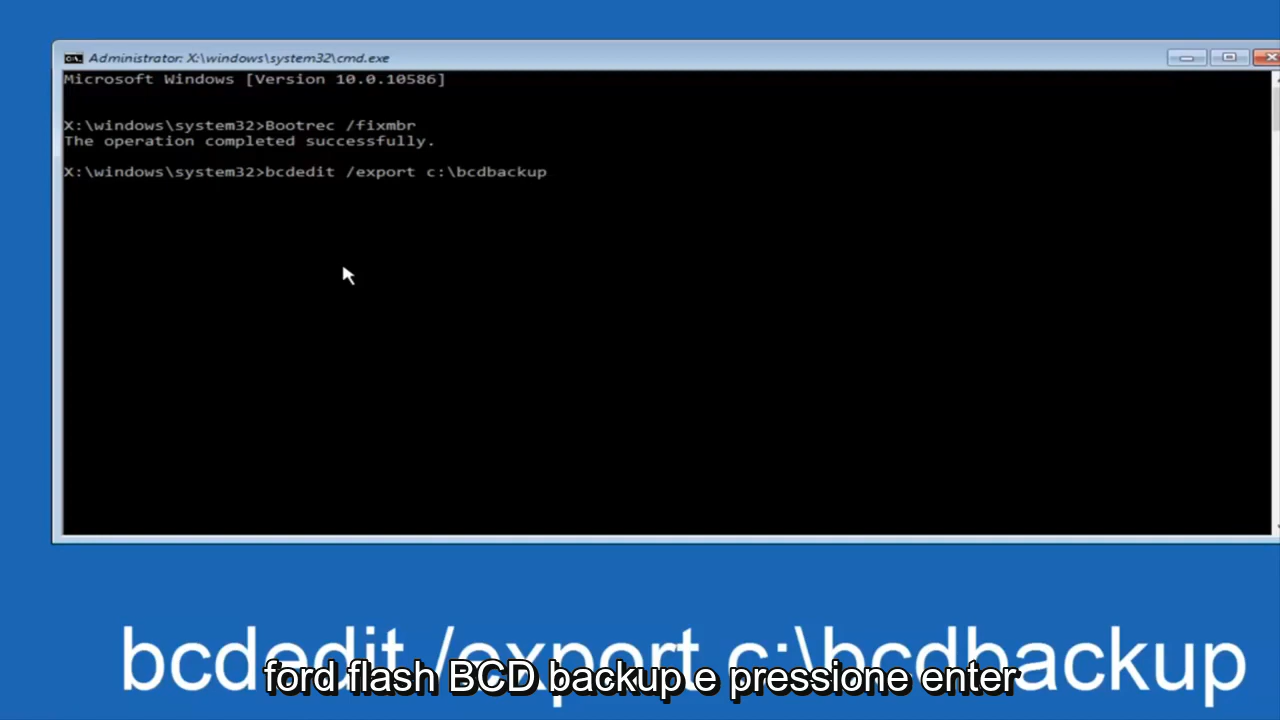 Administrator: X:\windows\system32\cmd.exe
Microsoft Windows [Version 10.0.10586]
X:\windows\system32>Bootrec /fixmbr
The operation completed successfully.
X:\windows\system32>bcdedit /export c:\bcdbackup
bcdedit /export c:\bcdbackup
ford flash BCD backup e pressione enter